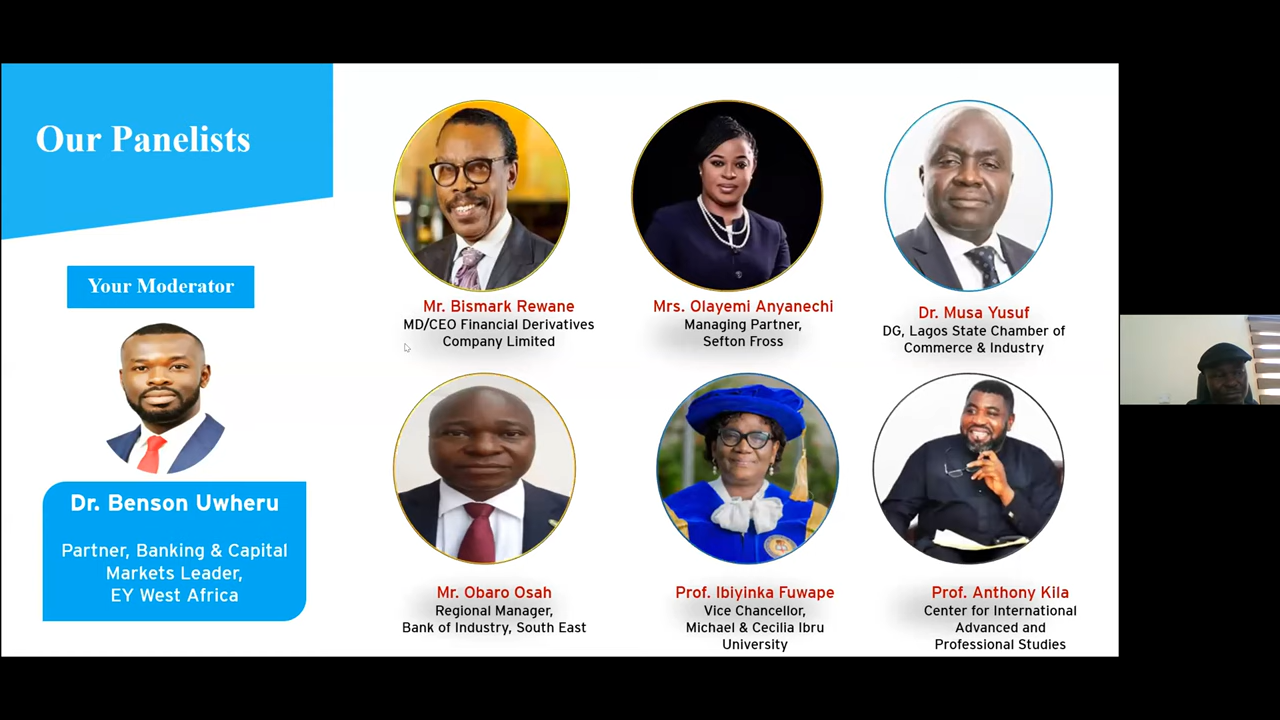 Our Panelists
Your Moderator
Dr. Benson Uwheru
Partner, Banking & Capital
Markets Leader,
EY West Africa
Mr. Bismark Rewane
MD/CEO Financial Derivatives
Company Limited
Mrs. Olayemi Anyanechi
Managing Partner,
Sefton Fross
Dr. Musa Yusuf
DG, Lagos State Chamber of
Commerce & Industry
Mr. Obaro Osah
Regional Manager,
Bank of Industry, South East
Prof. Ibiyinka Fuwape
Vice Chancellor,
Michael & Cecilia Ibru
University
Prof. Anthony Kila
Center for International
Advanced and
Professional Studies